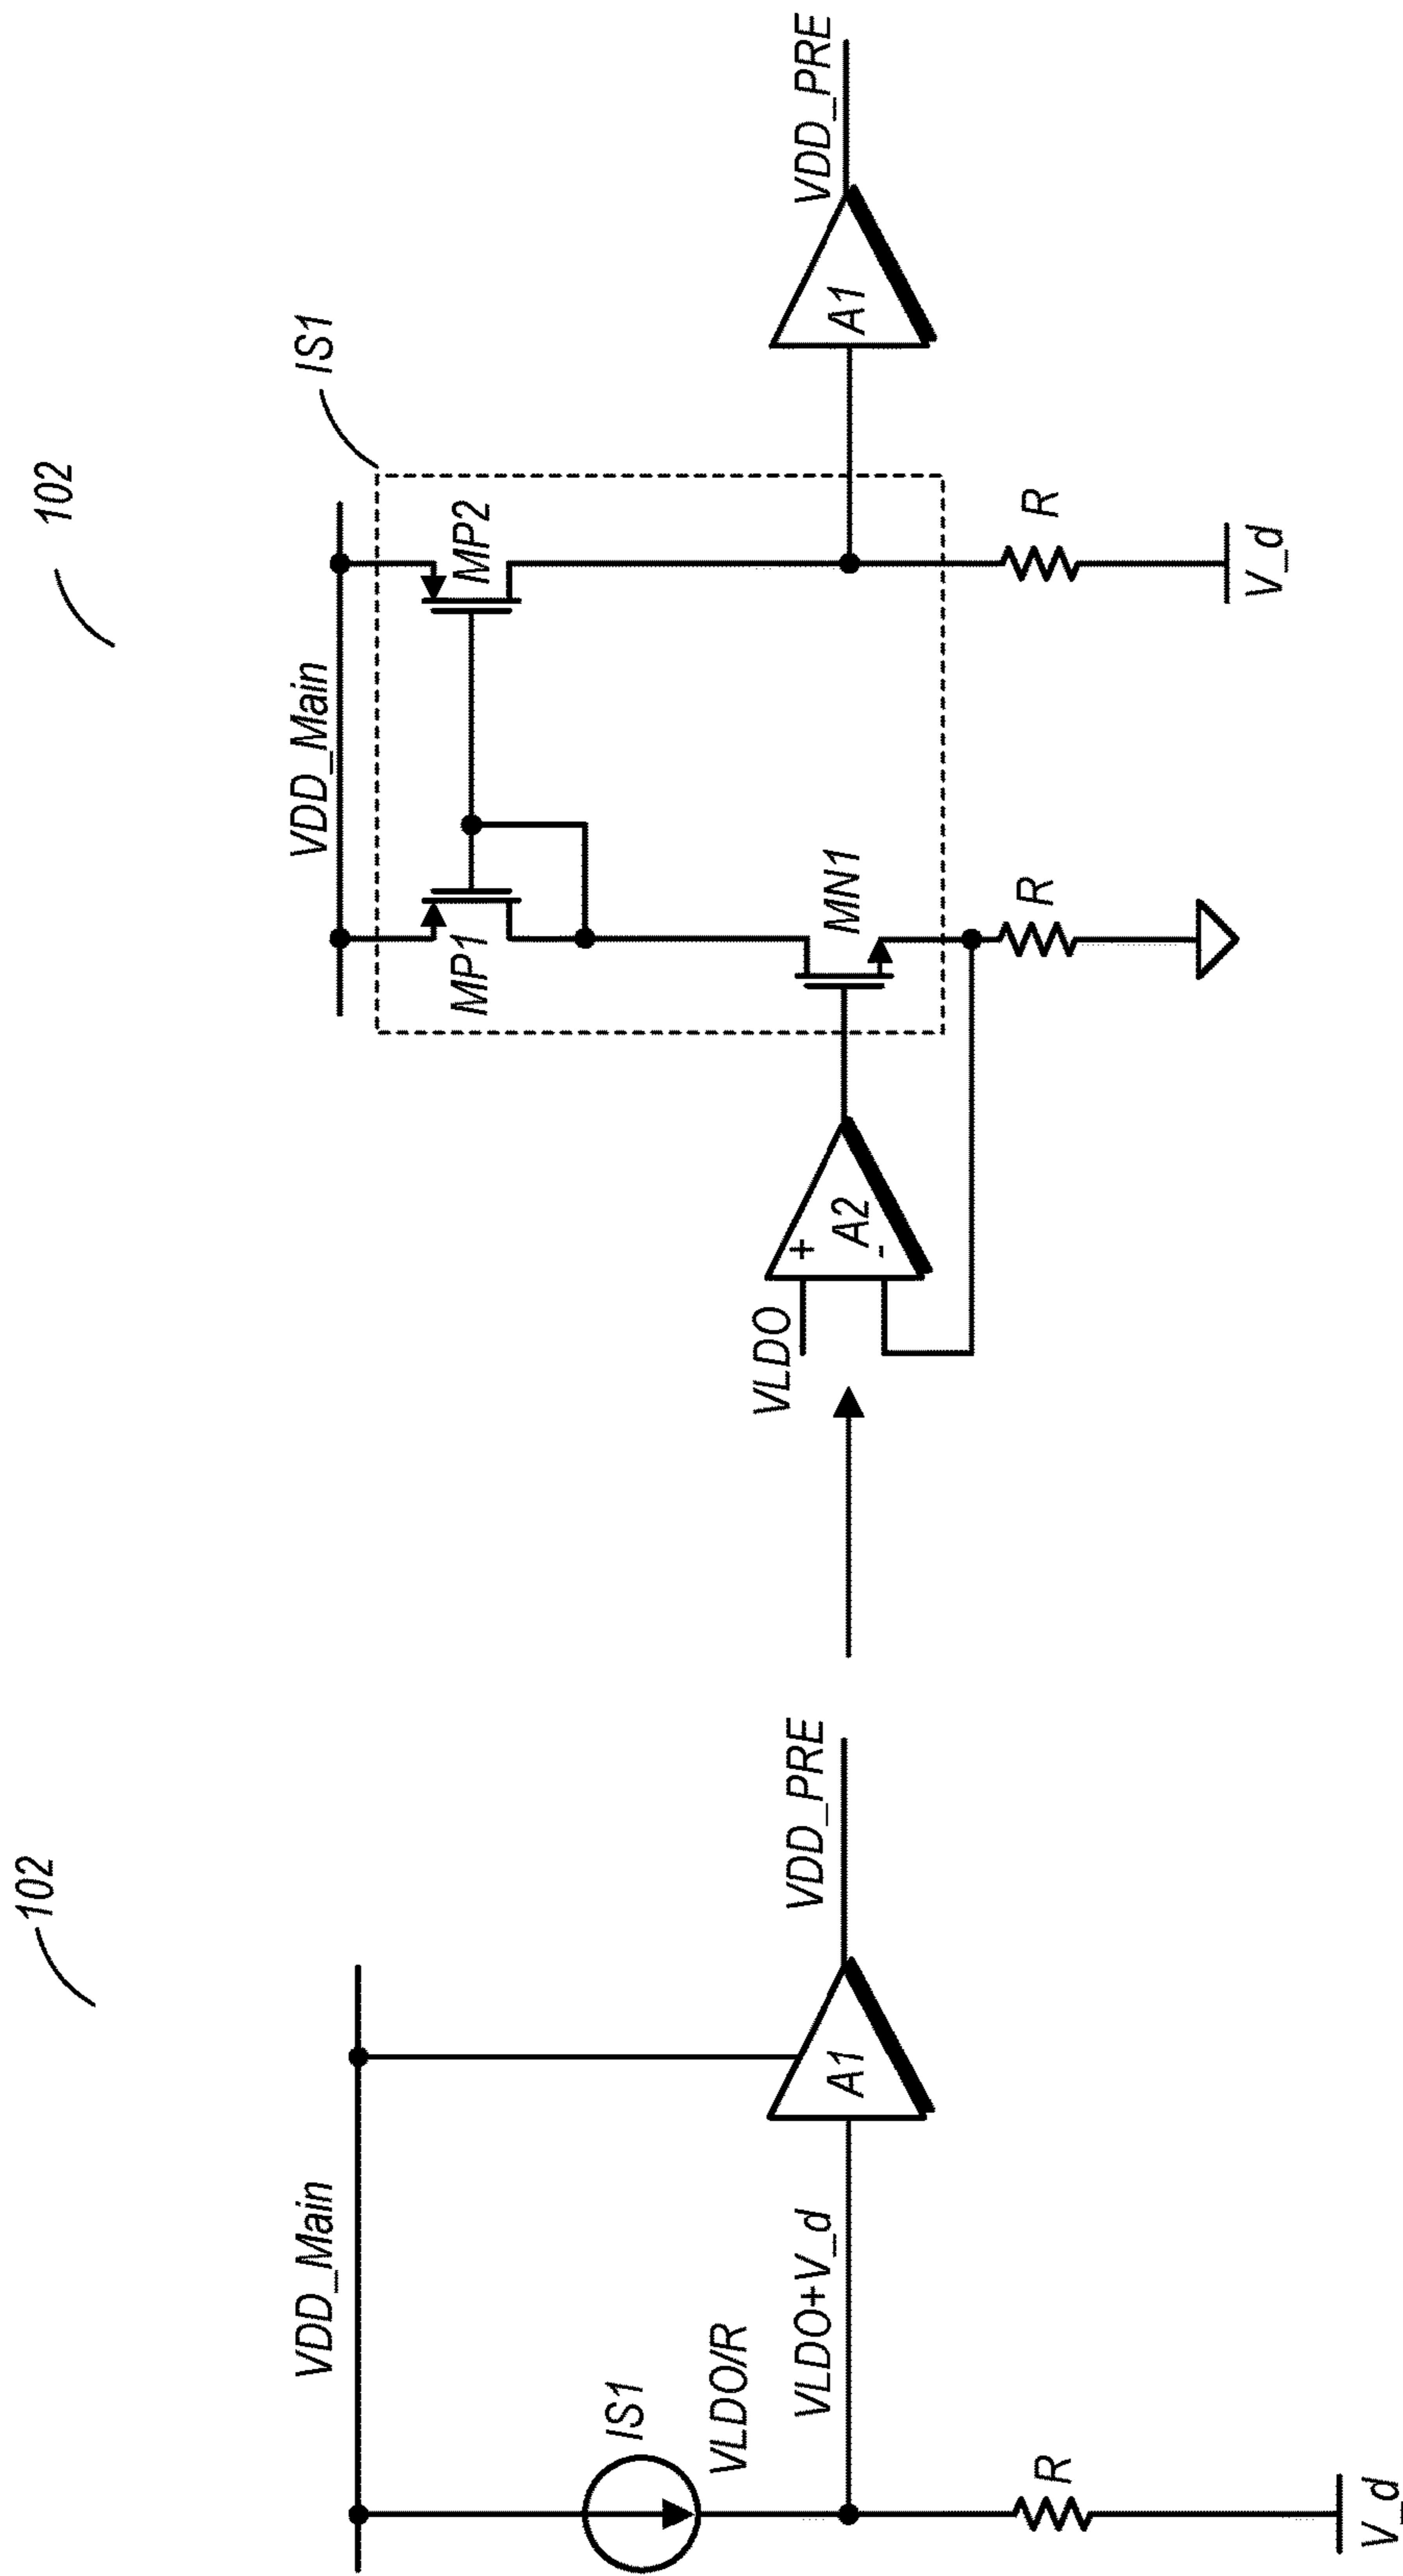 102
VDD_Main
IS1
VLDO/R
VLDO+V_d
A1
VDD_PRE
R
V_d
102
VDD_Main
IS1
MP1
MP2
MN1
VLDO
+
A2
-
R
R
V_d
A1
VDD_PRE